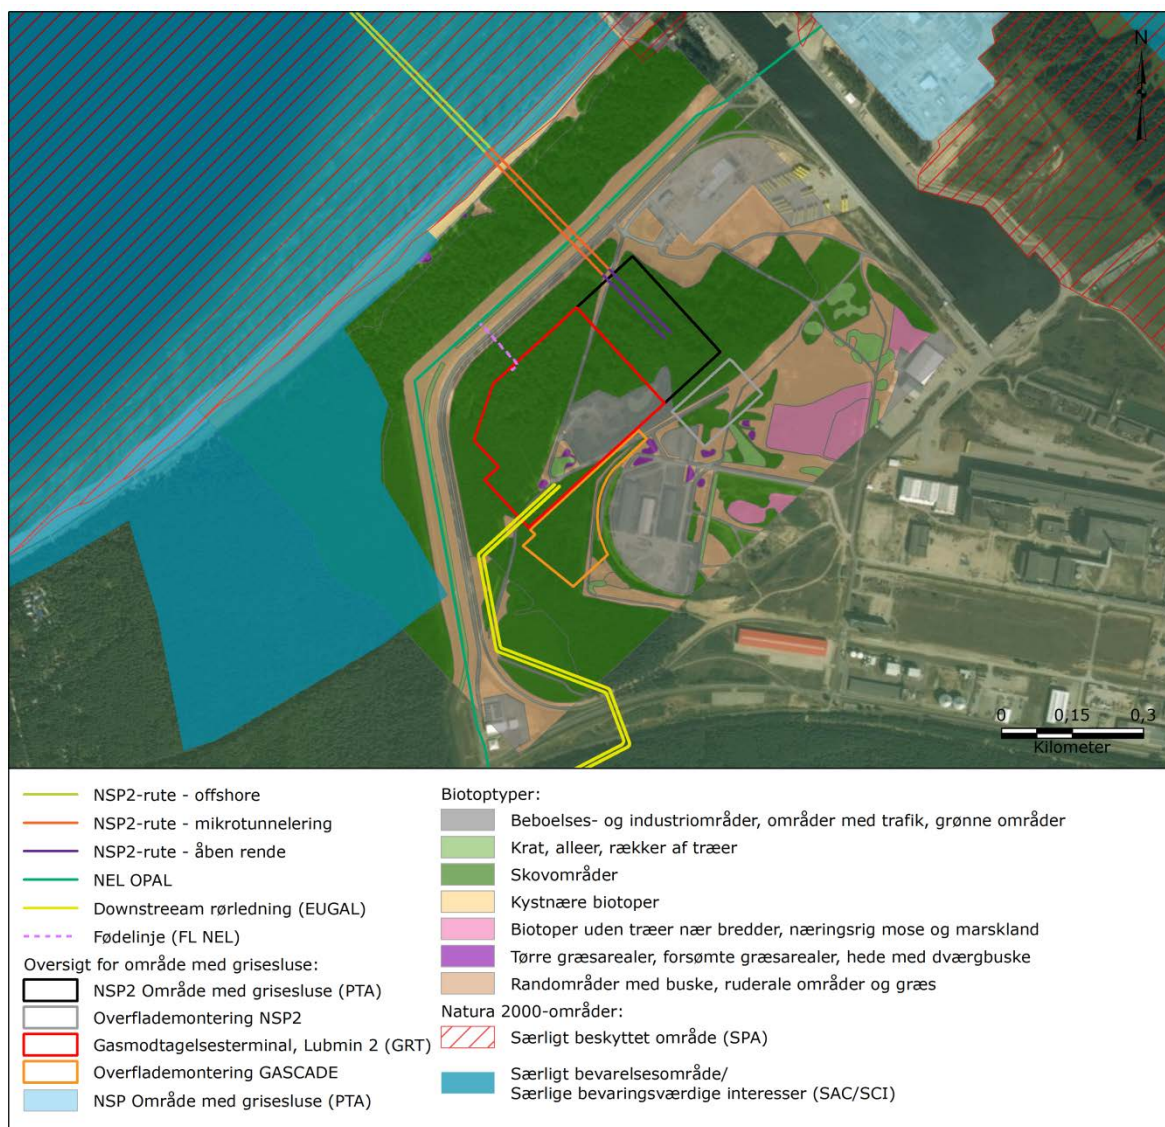 N
0 0,15 0,3
Kilometer
NSP2-rute - offshore
NSP2-rute - mikrotunnelering
NSP2-rute - åben rende
NEL OPAL
Downstreeam rørledning (EUGAL)
Fødelinje (FL NEL)
Oversigt for område med grisesluse:
NSP2 Område med grisesluse (PTA)
Overflademontering NSP2
Gasmodtagelsesterminal, Lubmin 2 (GRT)
Overflademontering GASCADE
NSP Område med grisesluse (PTA)
Biotoptyper:
Beboelses- og industriområder, områder med trafik, grønne områder
Krat, alleer, rækker af træer
Skovområder
Kystnære biotoper
Biotoper uden træer nær bredder, næringsrig mose og marskland
Tørre græsarealer, forsømte græsarealer, hede med dværgbuske
Randområder med buske, ruderale områder og græs
Natura 2000-områder:
Særligt beskyttet område (SPA)
Særligt bevarelsesområde/
Særlige bevaringsværdige interesser (SAC/SCI)